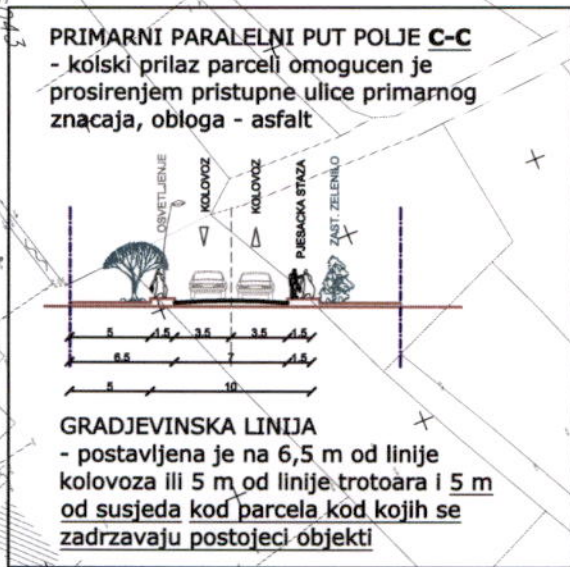 943
PRIMARNI PARALELNI PUT POLJE C-C
- kolski prilaz parceli omogucen je
prosirenjem pristupne ulice primarnog
znacaja, obloga - asfalt
OSVETLJENJE
KOLOVOZ
KOLOVOZ
PJESACKA STAZA
ZAST. ZELENILO
5 1.5 3.5 3.5 1.5
6.5 7 1.5
5 10
GRADJEVINSKA LINIJA
- postavljena je na 6,5 m od linije
kolovoza ili 5 m od linije trotoara i 5 m
od susjeda kod parcela kod kojih se
zadrzavaju postojeci objekti